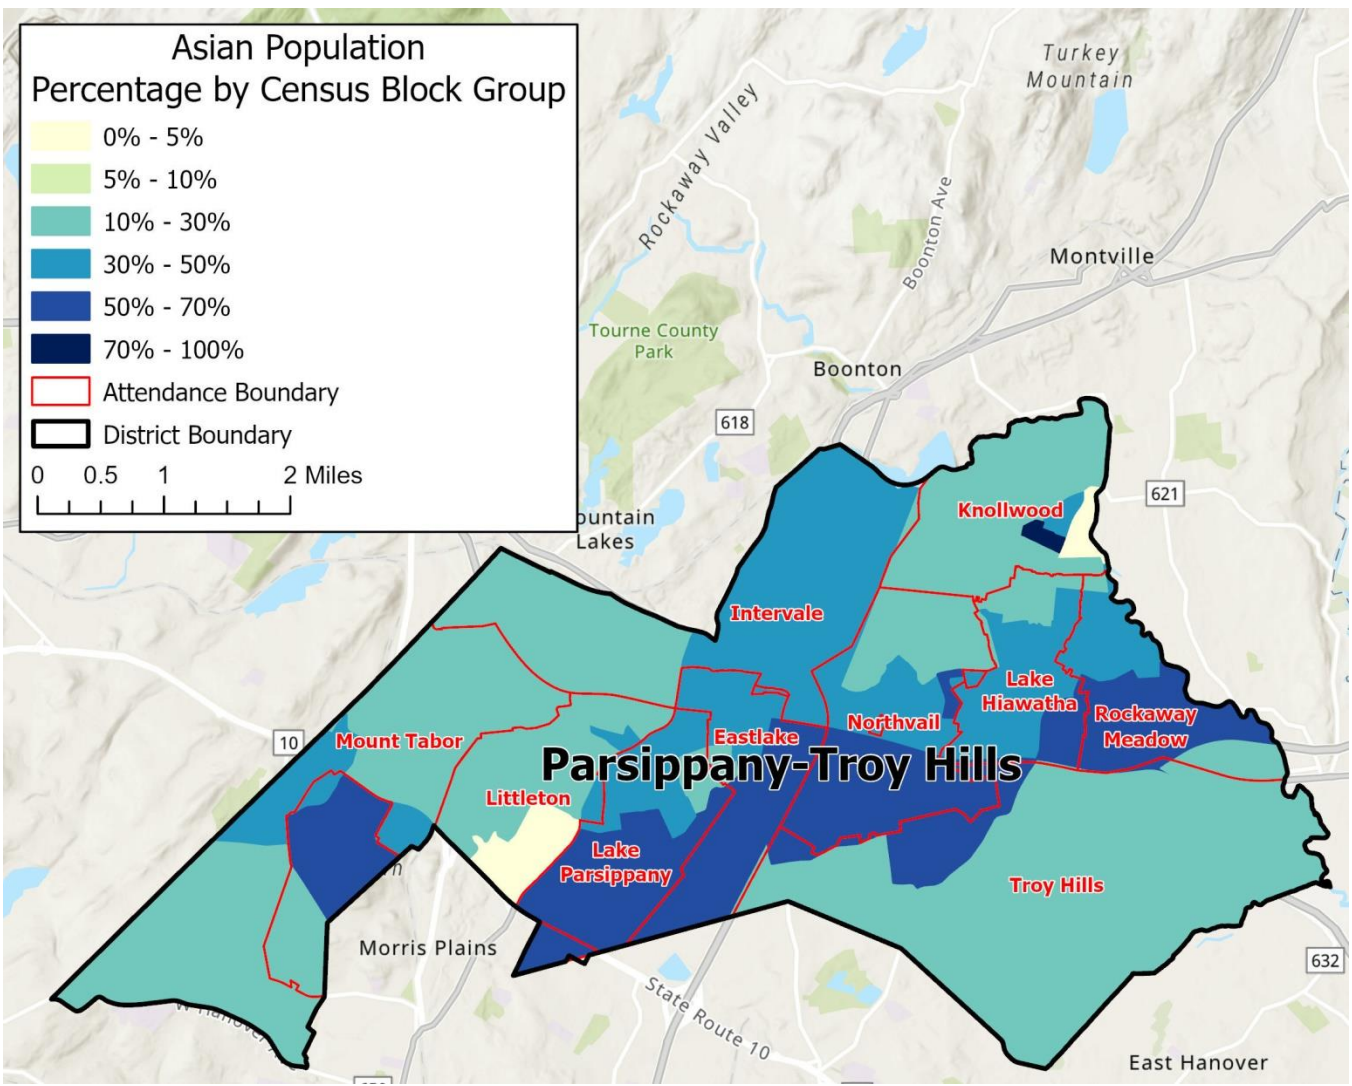 Asian Population
Percentage by Census Block Group
0% - 5%
5% - 10%
10% - 30%
30% - 50%
50% - 70%
70% - 100%
Attendance Boundary
District Boundary
0 0.5 1 2 Miles
Turkey
Mountain
Rockaway Valley
Boonton Ave
Montville
Tourne County
Park
Boonton
618
621
Lakes
Knollwood
Intervale
Lake
Hiawatha
Rockaway
Meadow
Northvail
Eastlake
10
Mount Tabor
Parsippany-Troy Hills
Littleton
Lake
Parsippany
Troy Hills
Morris Plains
State Route 10
632
East Hanover